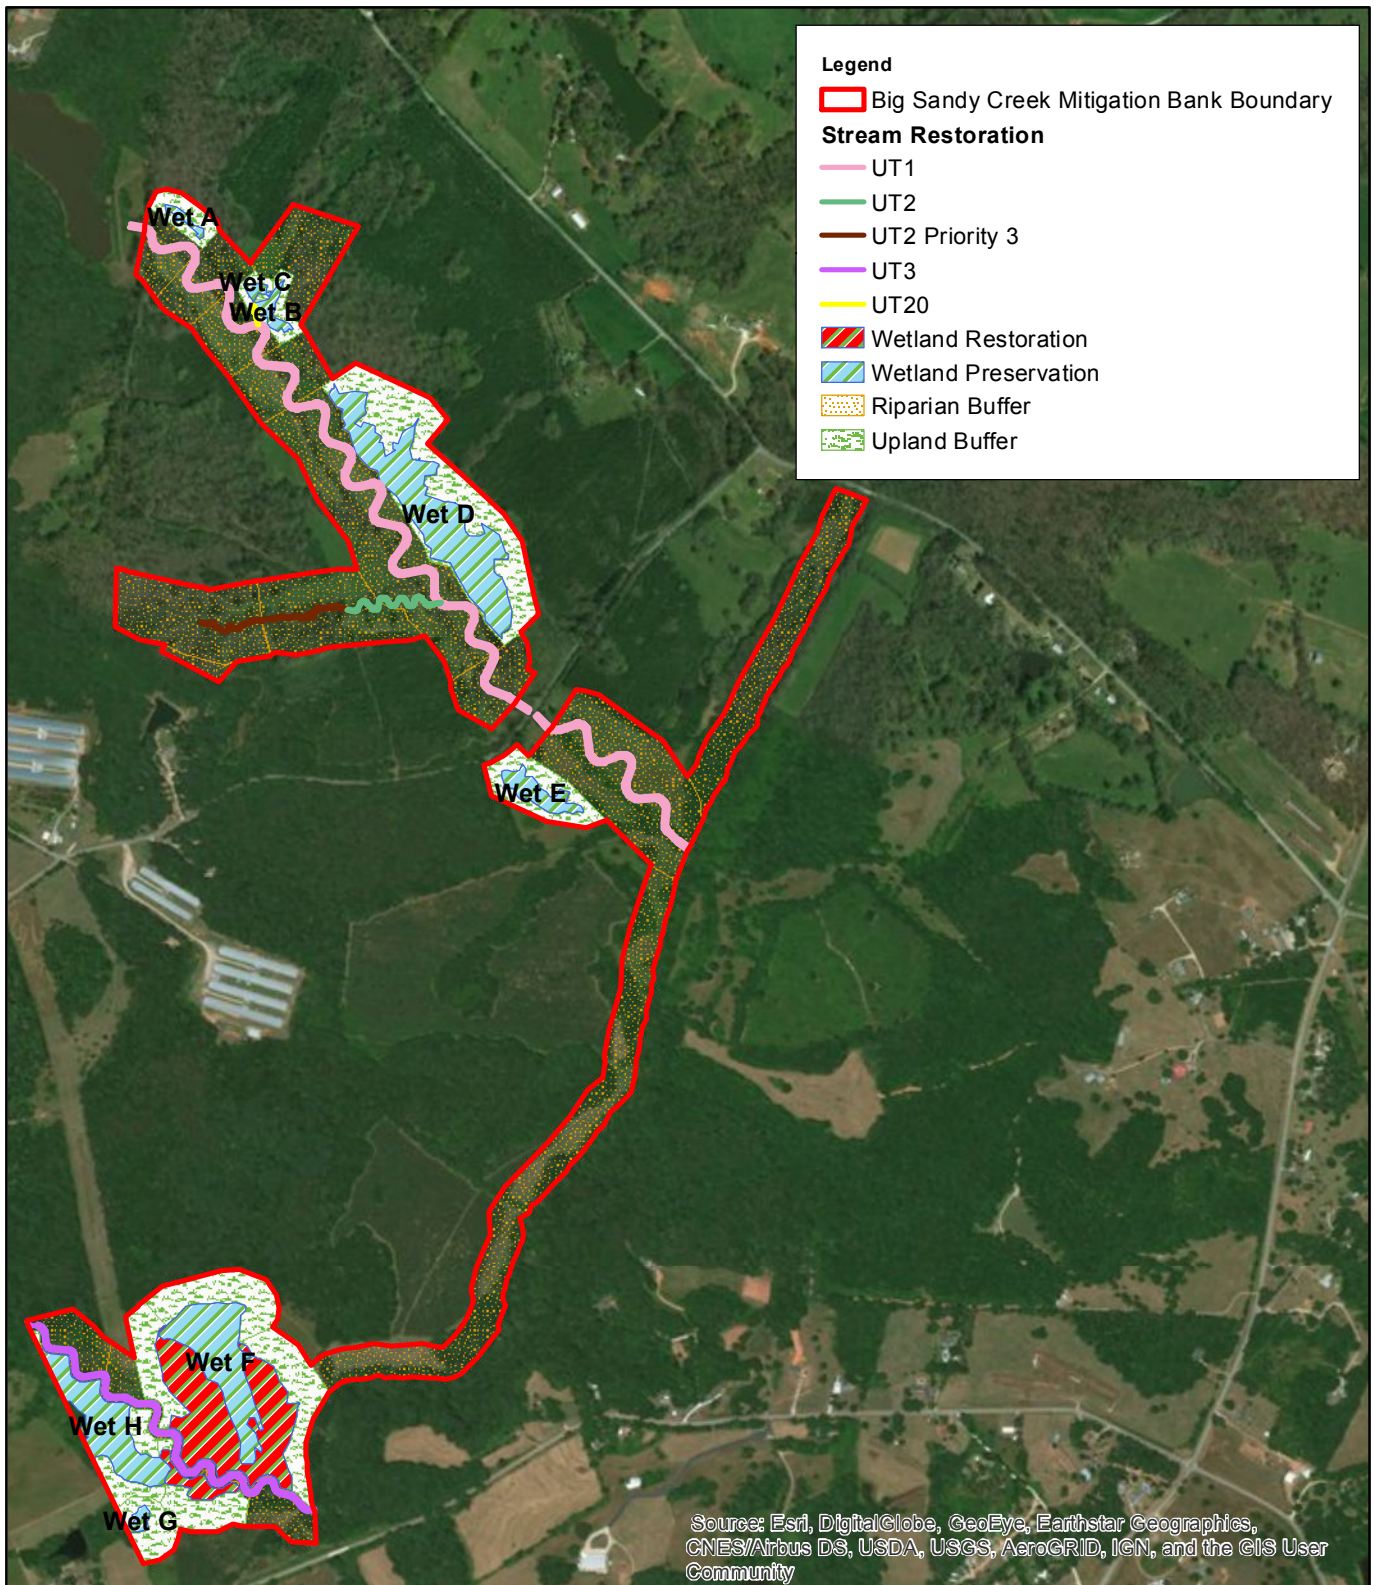 Legend
Big Sandy Creek Mitigation Bank Boundary
Stream Restoration
UT1
UT2
UT2 Priority 3
UT3
UT20
Wetland Restoration
Wetland Preservation
Riparian Buffer
Upland Buffer
Wet A
Wet C
Wet B
Wet D
Wet E
Wet F
Wet H
Wet G
Source: Esri, DigitalGlobe, GeoEye, Earthstar Geographics,
CNES/Airbus DS, USDA, USGS, AeroGRID, IGN, and the GIS User
Community